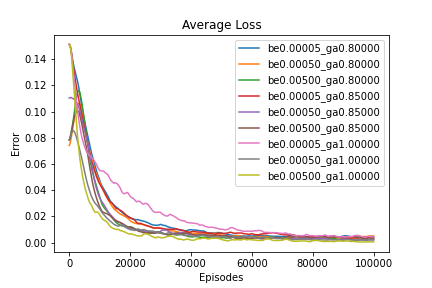 Average Loss
be0.00005_ga0.80000
be0.00050_ga0.80000
be0.00500_ga0.80000
be0.00005_ga0.85000
be0.00050_ga0.85000
be0.00500_ga0.85000
be0.00005_ga1.00000
be0.00050_ga1.00000
be0.00500_ga1.00000
0.14
0.12
0.10
0.08
0.06
0.04
0.02
0.00
Error
0 20000 40000 60000 80000 100000
Episodes